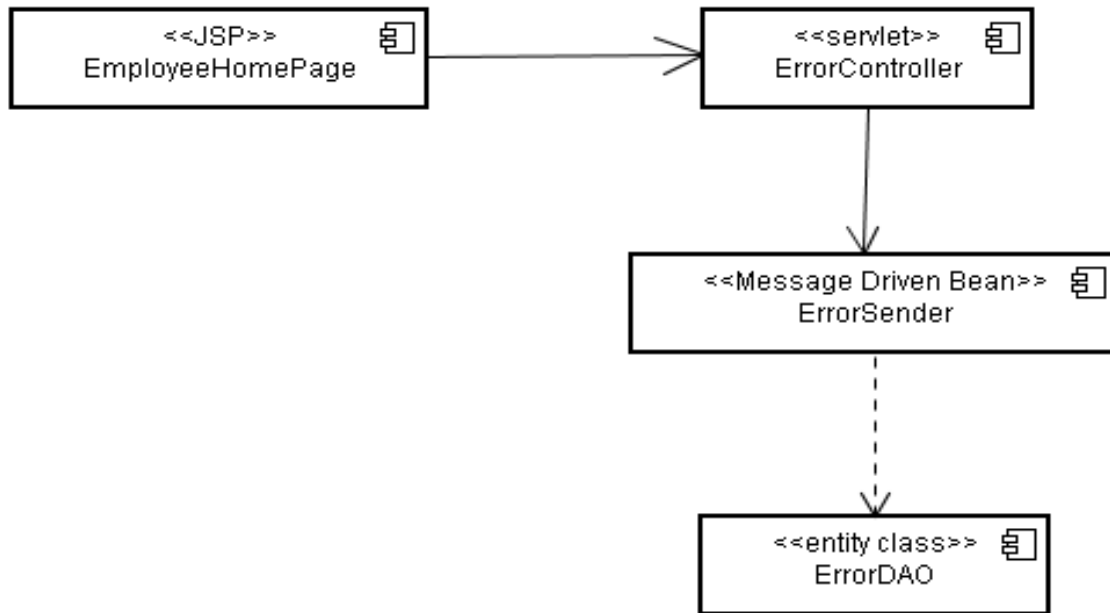 <<JSP>>
EmployeeHomePage
<<servlet>>
ErrorController
<<Message Driven Bean>>
ErrorSender
<<entity class>>
ErrorDAO